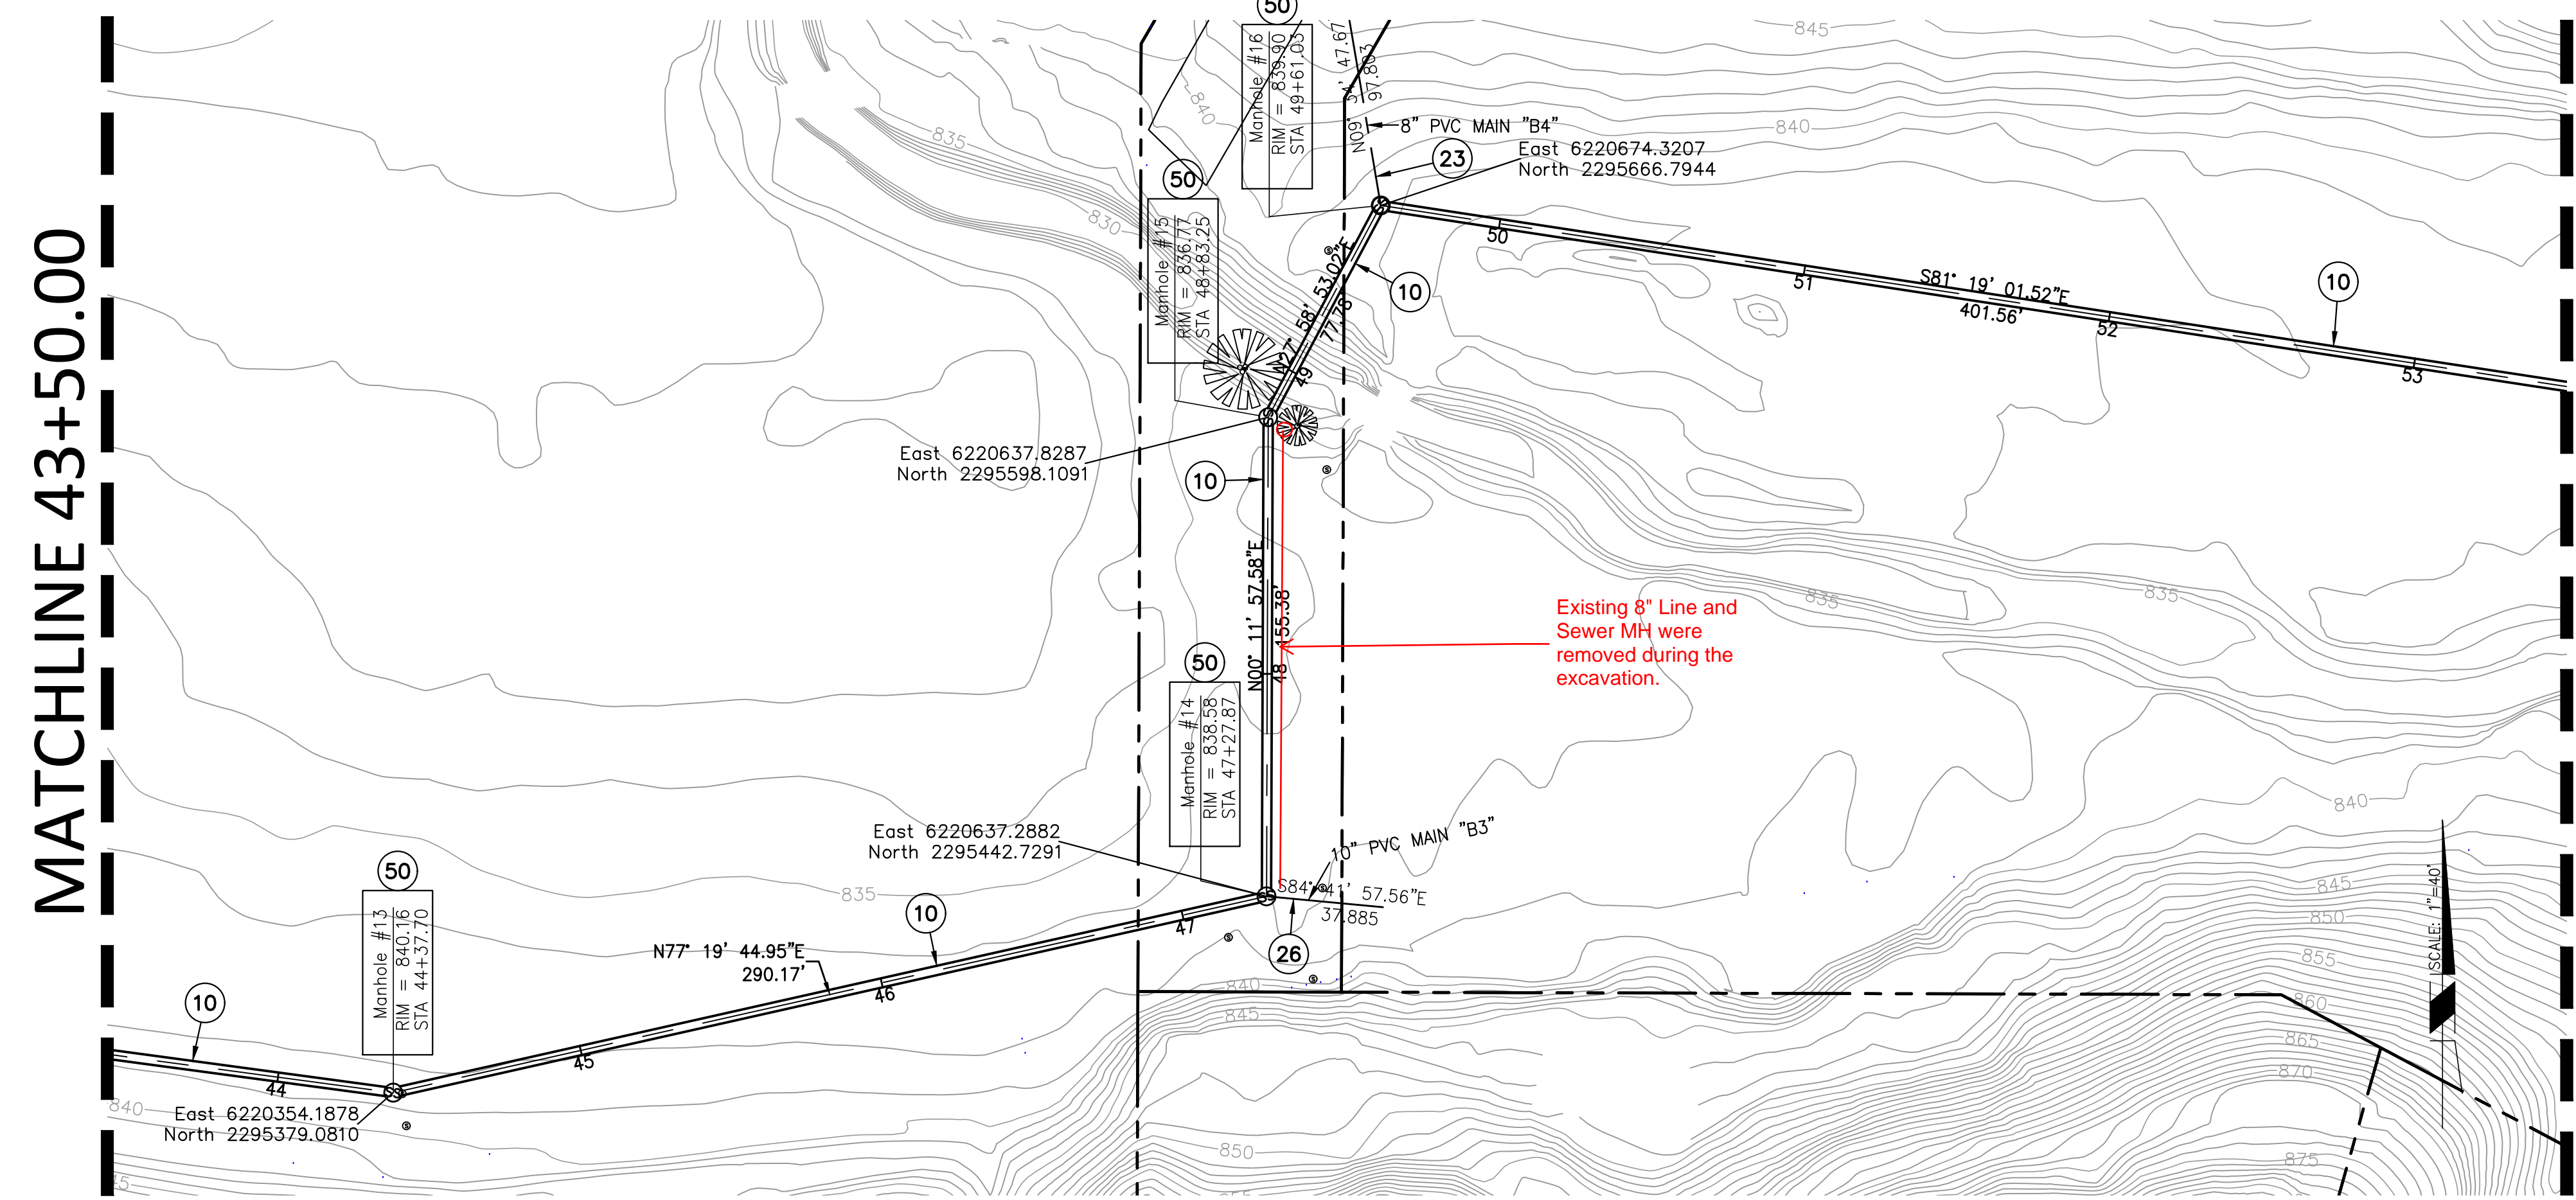 MATCHLINE 43+50.00
50
Manhole #16
RIM = 839.90
STA 49+61.03
47.67
97.803
845
840
835
830
8" PVC MAIN "B4"
23
East 6220674.3207
North 2295666.7944
840
50
Manhole #15
RIM = 836.77
STA 48+83.25
SS
50
51
S81° 19' 01.52"E
401.56'
52
10
53
N27° 58' 53.02"E
77.78
10
49
SS
East 6220637.8287
North 2295598.1091
10
N00° 11' 57.58"E
155.38'
48
Existing 8" Line and
Sewer MH were
removed during the
excavation.
835
835
50
Manhole #14
RIM = 838.58
STA 47+27.87
East 6220637.2882
North 2295442.7291
10" PVC MAIN "B3"
S84° 41' 57.56"E
37.885
26
SS
47
840
SCALE: 1"=40'
845
850
855
860
865
870
875
835
50
Manhole #13
RIM = 840.16
STA 44+37.70
10
N77° 19' 44.95"E
290.17'
46
45
10
44
SS
East 6220354.1878
North 2295379.0810
840
840
845
850